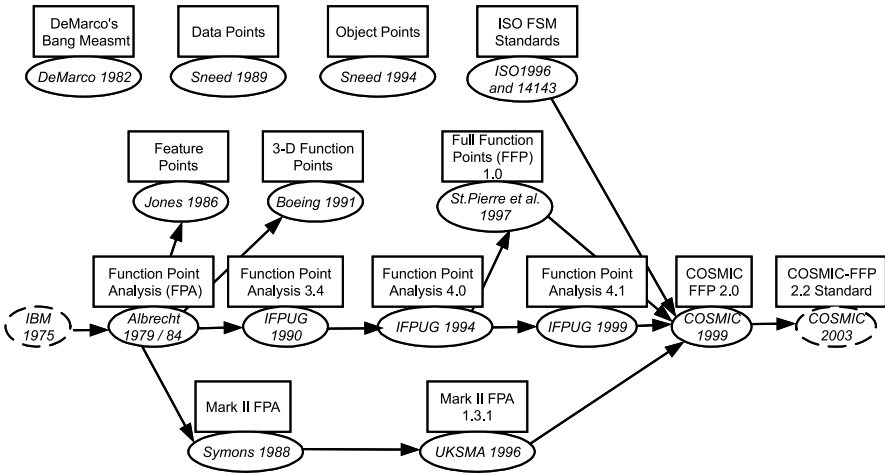 DeMarco's
Bang Measmt
DeMarco 1982
Data Points
Sneed 1989
Object Points
Sneed 1994
ISO FSM
Standards
ISO1996
and 14143
Feature
Points
Jones 1986
3-D Function
Points
Boeing 1991
Full Function
Points (FFP)
1.0
St.Pierre et al.
1997
IBM
1975
Function Point
Analysis (FPA)
Albrecht
1979 / 84
Function Point
Analysis 3.4
IFPUG
1990
Function Point
Analysis 4.0
IFPUG 1994
Function Point
Analysis 4.1
IFPUG 1999
COSMIC
FFP 2.0
COSMIC
1999
COSMIC-FFP
2.2 Standard
COSMIC
2003
Mark II FPA
Symons 1988
Mark II FPA
1.3.1
UKSMA 1996